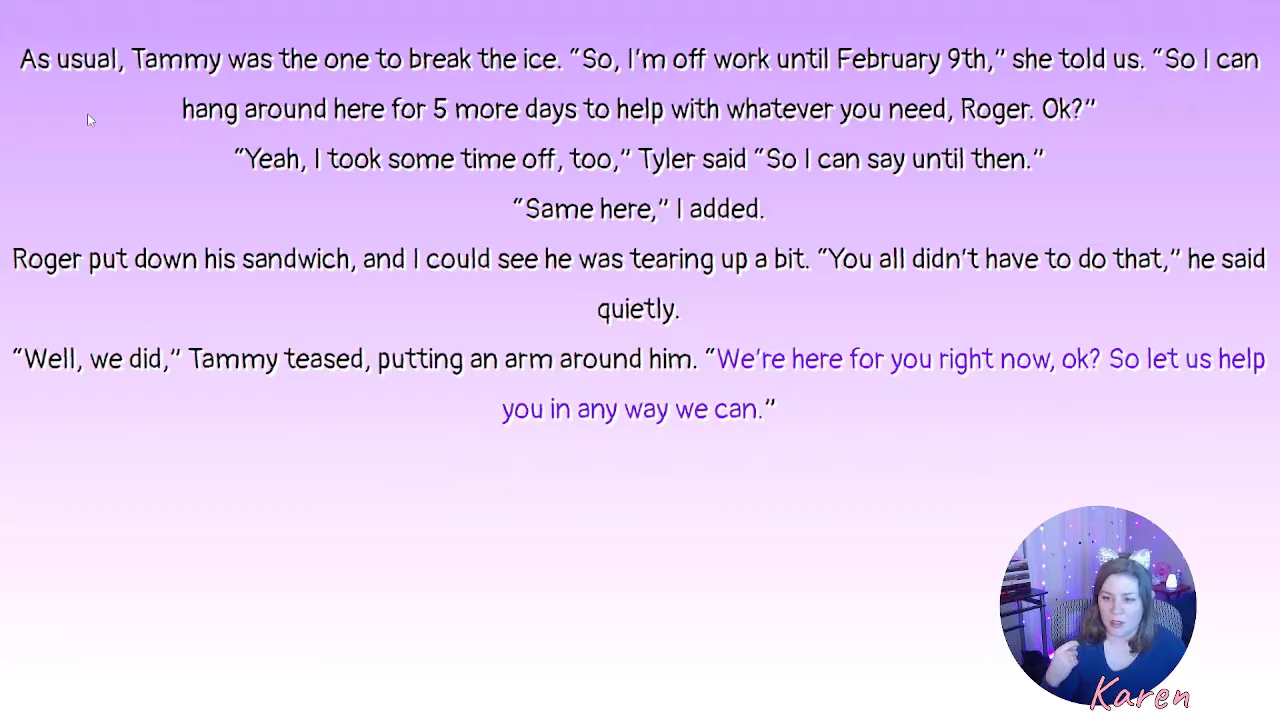 As usual, Tammy was the one to break the ice. “So, I’m off work until February 9th,” she told us. “So I can
hang around here for 5 more days to help with whatever you need, Roger. Ok?”
“Yeah, I took some time off, too,” Tyler said “So I can say until then.”
“Same here,” I added.
Roger put down his sandwich, and I could see he was tearing up a bit. “You all didn’t have to do that,” he said
quietly.
“Well, we did,” Tammy teased, putting an arm around him. “We’re here for you right now, ok? So let us help
you in any way we can.”
Karen